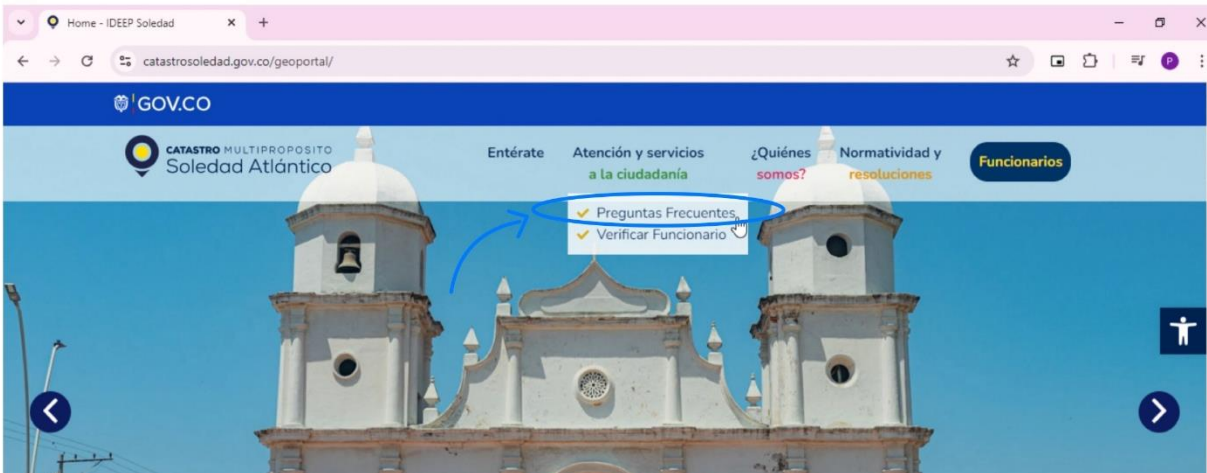 Home - IDEEP Soledad
catastrosoledad.gov.co/geoportal/
P
GOV.CO
CATASTRO MULTIPROPOSITO
Soledad Atlántico
Entérate
Atención y servicios
a la ciudadanía
¿Quiénes
somos?
Normatividad y
resoluciones
Funcionarios
Preguntas Frecuentes
Verificar Funcionario